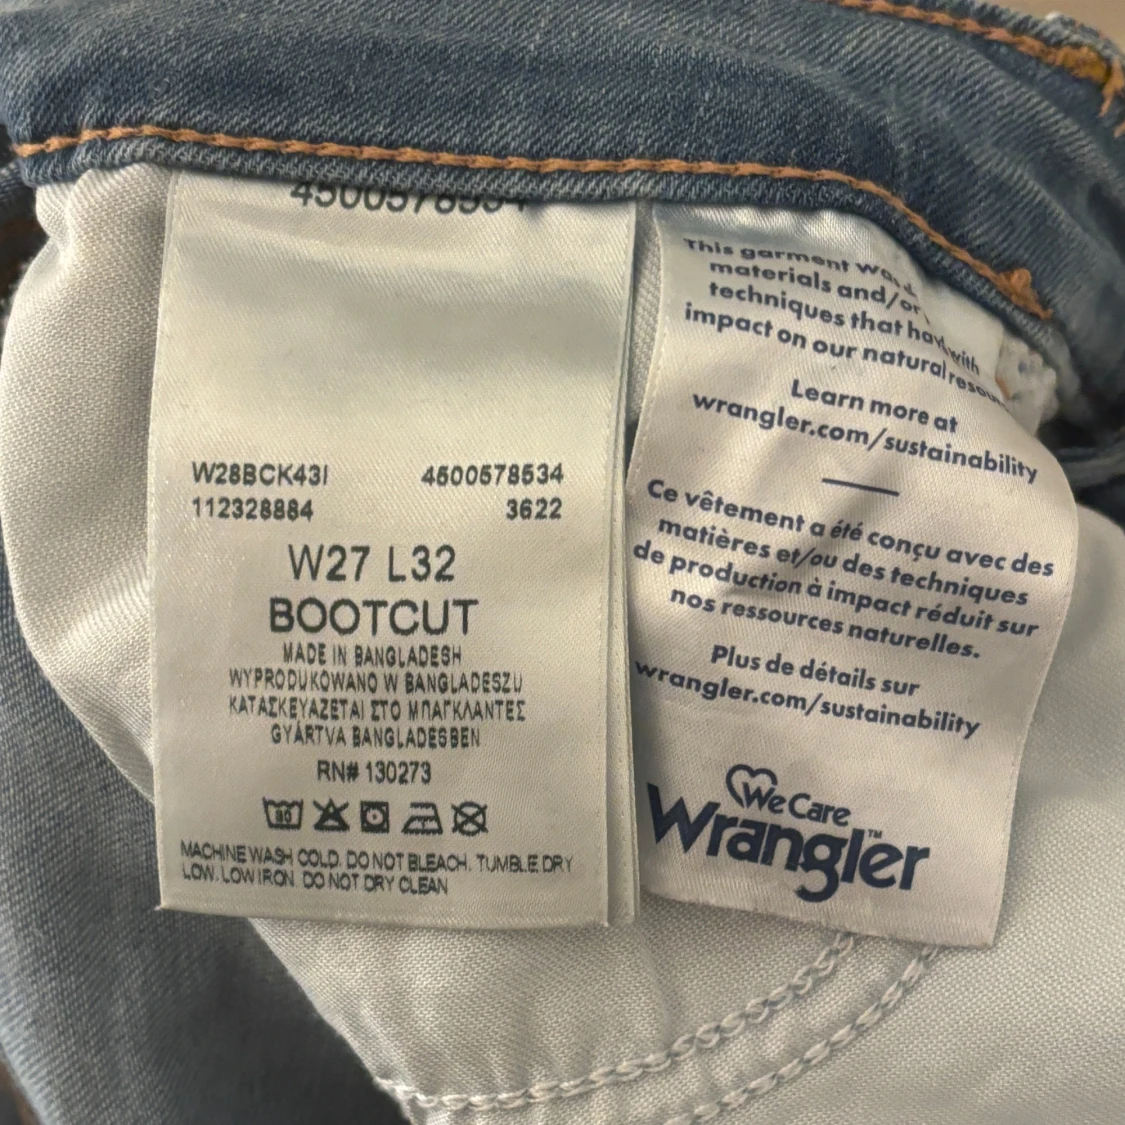 4500578534
W28BCK43I 4500578534
112328884 3622
W27 L32
BOOTCUT
MADE IN BANGLADESH
WYPRODUKOWANO W BANGLADESZU
ΚΑΤΑΣΚΕΥΑΖΕΤΑΙ ΣΤΟ ΜΠΑΓΚΛΑΝΤΕΣ
GYÁRTVA BANGLADESBEN
RN# 130273
30
MACHINE WASH COLD. DO NOT BLEACH. TUMBLE DRY
LOW. LOW IRON. DO NOT DRY CLEAN
This garment
materials and/or
techniques that with
impact on our natural
Learn more at
wrangler.com/sustainability
Ce vêtement a été conçu avec des
matières et/ou des techniques
de production à impact réduit sur
nos ressources naturelles.
Plus de détails sur
wrangler.com/sustainability
We Care
Wrangler™